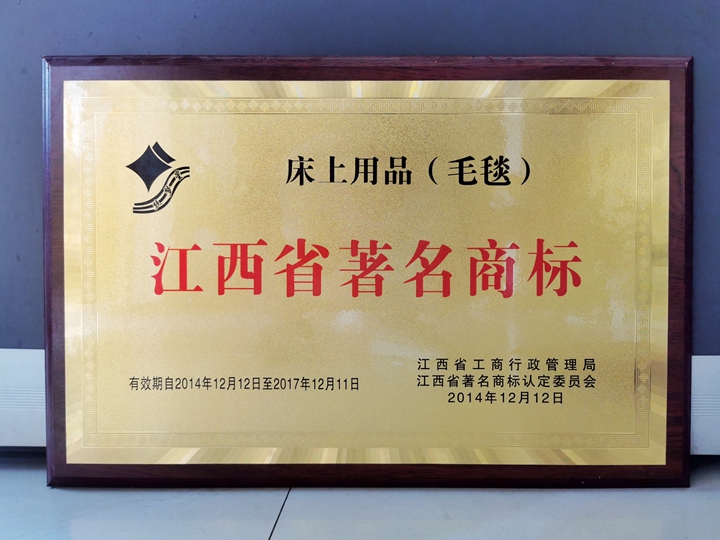 床上用品（毛毯）
江西省著名商标
有效期自2014年12月12日至2017年12月11日
江西省工商行政管理局
江西省著名商标认定委员会
2014年12月12日